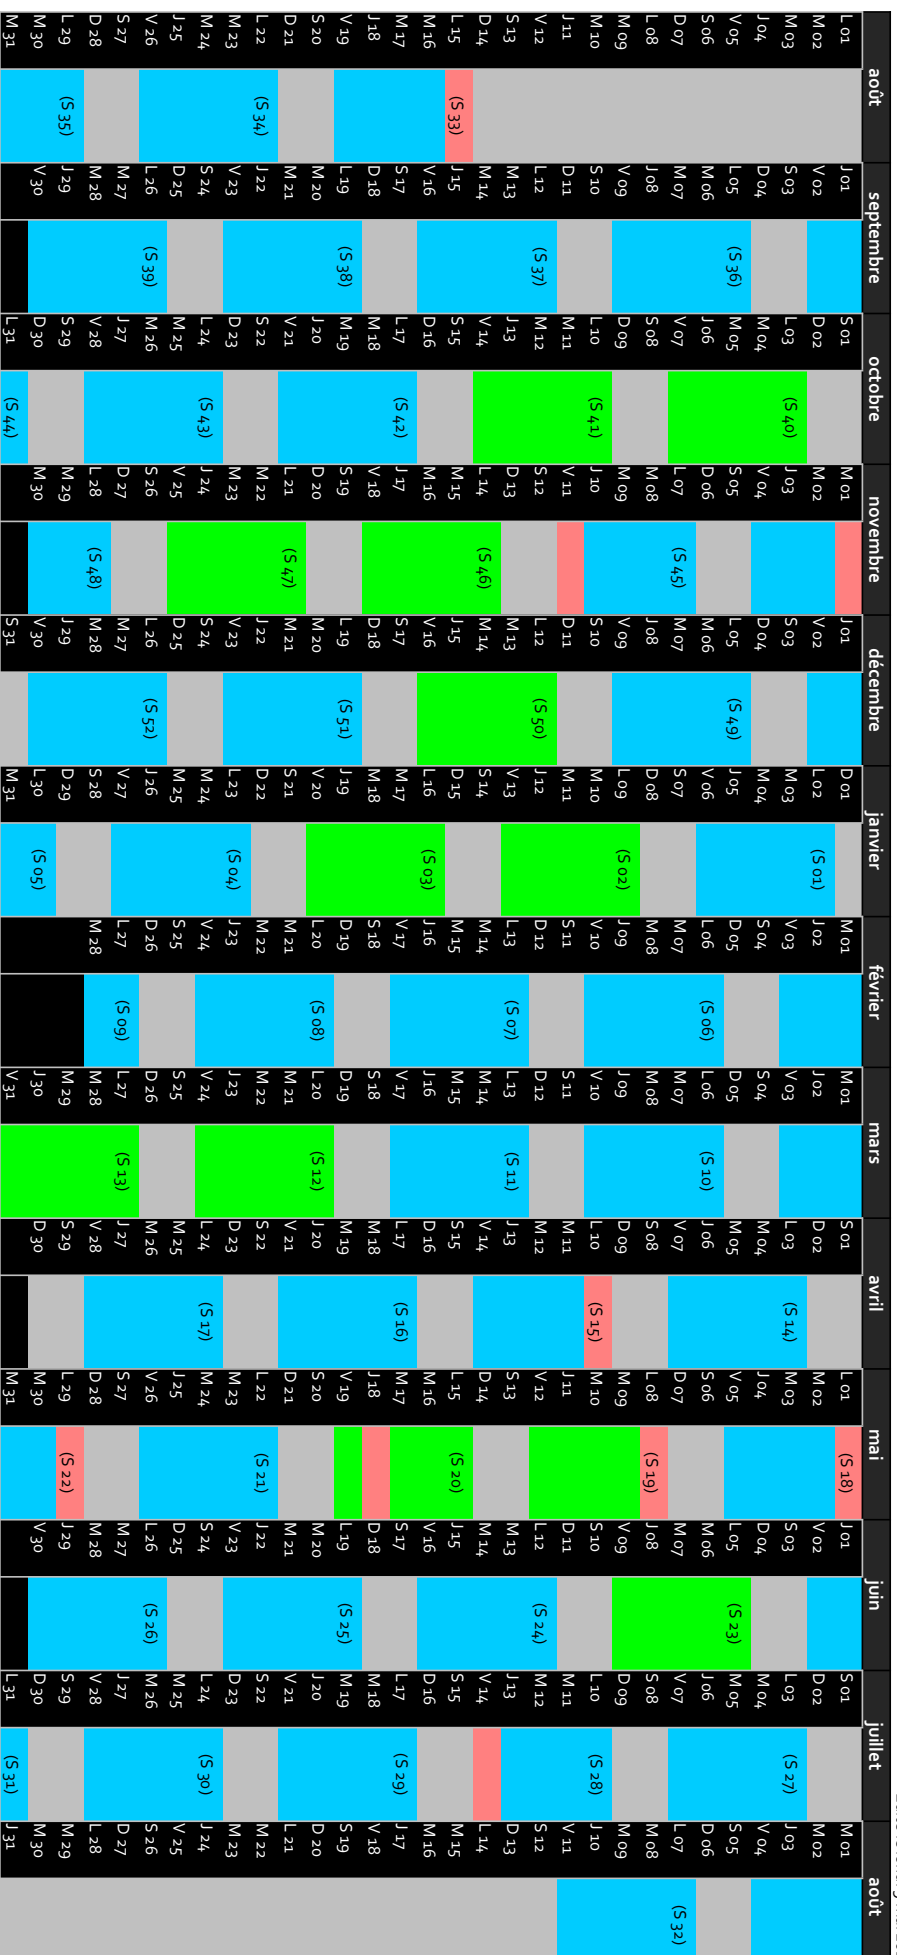 août septembre octobre novembre décembre janvier février mars avril mai juin juillet août
L 01 J 01 S 01 M 01 J 01 D 01 M 01 M 01 S 01 L 01 (S 18) J 01 S 01 M 01
M 02 V 02 D 02 M 02 V 02 L 02 (S 01) J 02 J 02 D 02 M 02 V 02 D 02 M 02
M 03 S 03 L 03 (S 40) J 03 S 03 M 03 V 03 V 03 L 03 (S 14) M 03 S 03 L 03 (S 27) J 03
J 04 D 04 M 04 V 04 D 04 M 04 S 04 S 04 M 04 J 04 D 04 M 04 V 04
V 05 L 05 (S 36) M 05 S 05 L 05 (S 49) J 05 D 05 D 05 M 05 V 05 L 05 (S 23) M 05 S 05
S 06 M 06 J 06 D 06 M 06 V 06 L 06 (S 06) L 06 (S 10) J 06 S 06 M 06 J 06 D 06
D 07 M 07 V 07 L 07 (S 45) M 07 S 07 M 07 M 07 V 07 D 07 M 07 V 07 L 07 (S 32)
L 08 J 08 S 08 M 08 J 08 D 08 M 08 M 08 S 08 L 08 (S 19) J 08 S 08 M 08
M 09 V 09 D 09 M 09 V 09 L 09 (S 02) J 09 J 09 D 09 M 09 V 09 D 09 M 09
M 10 S 10 L 10 (S 41) J 10 S 10 M 10 V 10 V 10 L 10 (S 15) M 10 S 10 L 10 (S 28) J 10
J 11 D 11 M 11 V 11 D 11 M 11 S 11 S 11 M 11 J 11 D 11 M 11 V 11
V 12 L 12 (S 37) M 12 S 12 L 12 (S 50) J 12 D 12 D 12 M 12 V 12 L 12 (S 24) M 12 S 12
S 13 M 13 J 13 D 13 M 13 V 13 L 13 (S 07) L 13 (S 11) J 13 S 13 M 13 J 13 D 13
D 14 M 14 V 14 L 14 (S 46) M 14 S 14 M 14 M 14 V 14 D 14 M 14 V 14 L 14
L 15 (S 33) J 15 S 15 M 15 J 15 D 15 M 15 M 15 S 15 L 15 (S 20) J 15 S 15 M 15
M 16 V 16 D 16 M 16 V 16 L 16 (S 03) J 16 J 16 D 16 M 16 V 16 D 16 M 16
M 17 S 17 L 17 (S 42) J 17 S 17 M 17 V 17 V 17 L 17 (S 16) M 17 S 17 L 17 (S 29) J 17
J 18 D 18 M 18 V 18 D 18 M 18 S 18 S 18 M 18 J 18 D 18 M 18 V 18
V 19 L 19 (S 38) M 19 S 19 L 19 (S 51) J 19 D 19 D 19 M 19 V 19 L 19 (S 25) M 19 S 19
S 20 M 20 J 20 D 20 M 20 V 20 L 20 (S 08) L 20 (S 12) J 20 S 20 M 20 J 20 D 20
D 21 M 21 V 21 L 21 (S 47) M 21 S 21 M 21 M 21 V 21 D 21 M 21 V 21 L 21
L 22 (S 34) J 22 S 22 M 22 J 22 D 22 M 22 M 22 S 22 L 22 (S 21) J 22 S 22 M 22
M 23 V 23 D 23 M 23 V 23 L 23 (S 04) J 23 J 23 D 23 M 23 V 23 D 23 M 23
M 24 S 24 L 24 (S 43) J 24 S 24 M 24 V 24 V 24 L 24 (S 17) M 24 S 24 L 24 (S 30) J 24
J 25 D 25 M 25 V 25 D 25 M 25 S 25 S 25 M 25 J 25 D 25 M 25 V 25
V 26 L 26 (S 39) M 26 S 26 L 26 (S 52) J 26 D 26 D 26 M 26 V 26 L 26 (S 26) M 26 S 26
S 27 M 27 J 27 D 27 M 27 V 27 L 27 (S 09) L 27 (S 13) J 27 S 27 M 27 J 27 D 27
D 28 M 28 V 28 L 28 (S 48) M 28 S 28 M 28 M 28 V 28 D 28 M 28 V 28 L 28
L 29 (S 35) J 29 S 29 M 29 J 29 D 29 M 29 S 29 L 29 (S 22) J 29 S 29 M 29
M 30 V 30 D 30 M 30 V 30 L 30 (S 05) J 30 D 30 M 30 V 30 D 30 M 30
M 31 L 31 (S 44) S 31 M 31 V 31 M 31 L 31 (S 31) J 31